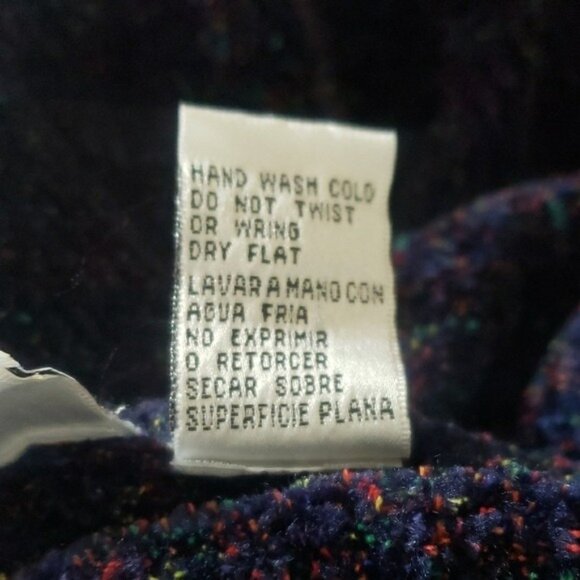 HAND WASH COLD
DO NOT TWIST
OR WRING
DRY FLAT
LAVAR A MANO CON
AGUA FRIA
NO EXPRIMIR
O RETORCER
SECAR SOBRE
SUPERFICIE PLANA